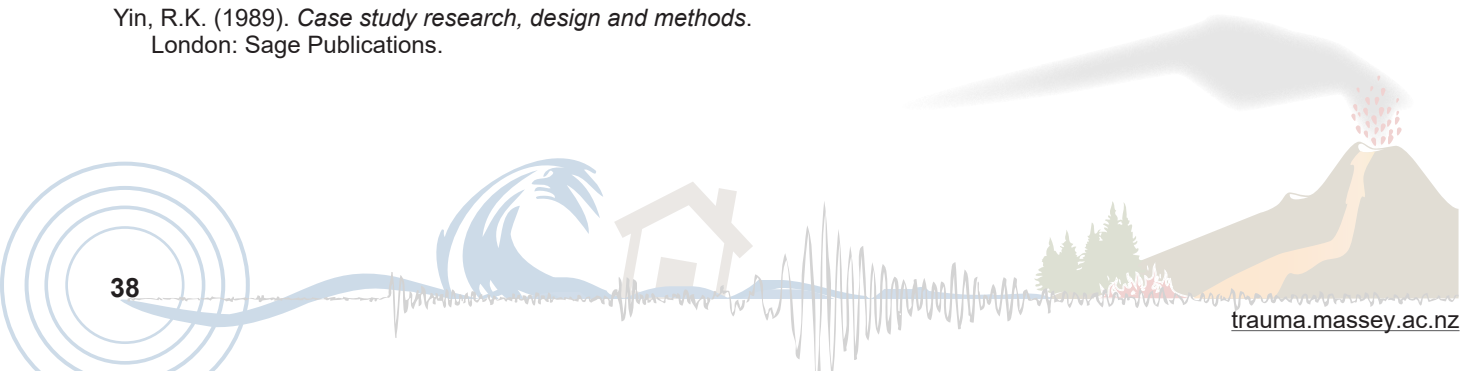 Yin, R.K. (1989). Case study research, design and methods.
London: Sage Publications.
38
trauma.massey.ac.nz